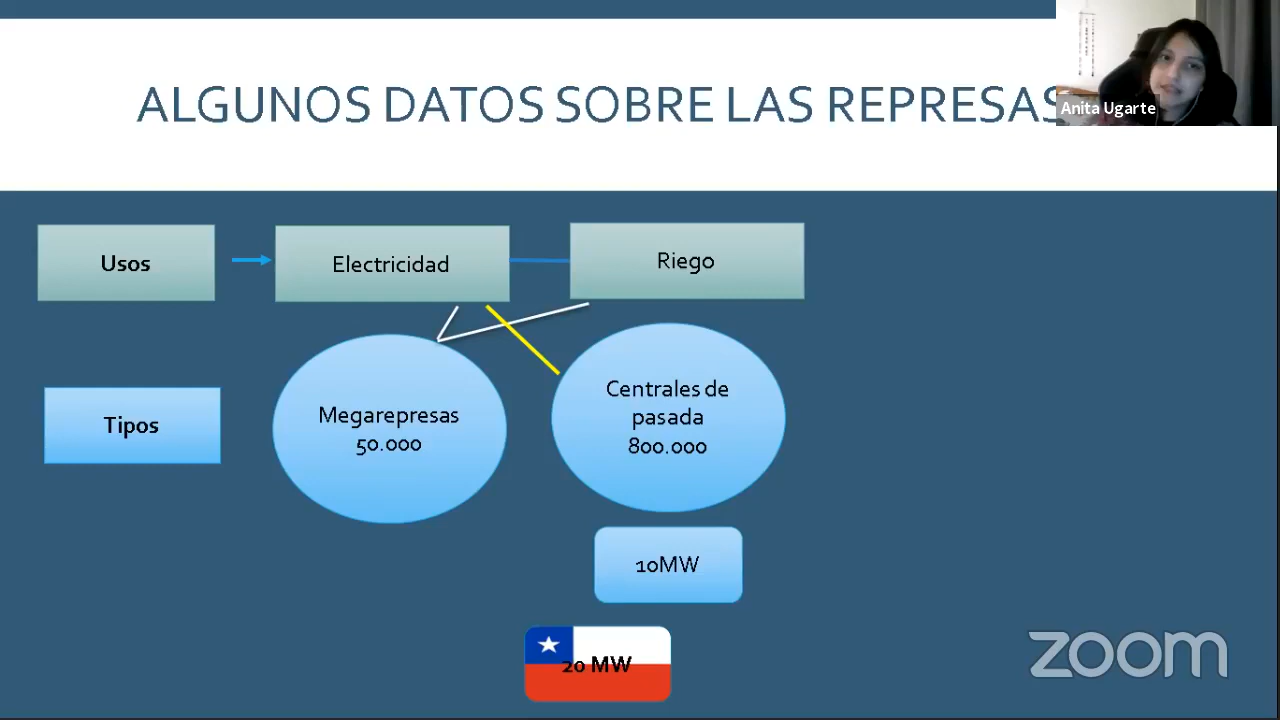 ALGUNOS DATOS SOBRE LAS REPRESAS
Anita Ugarte
Usos
Electricidad
Riego
Tipos
Megarepresas
50.000
Centrales de
pasada
800.000
10MW
20 MW
zoom